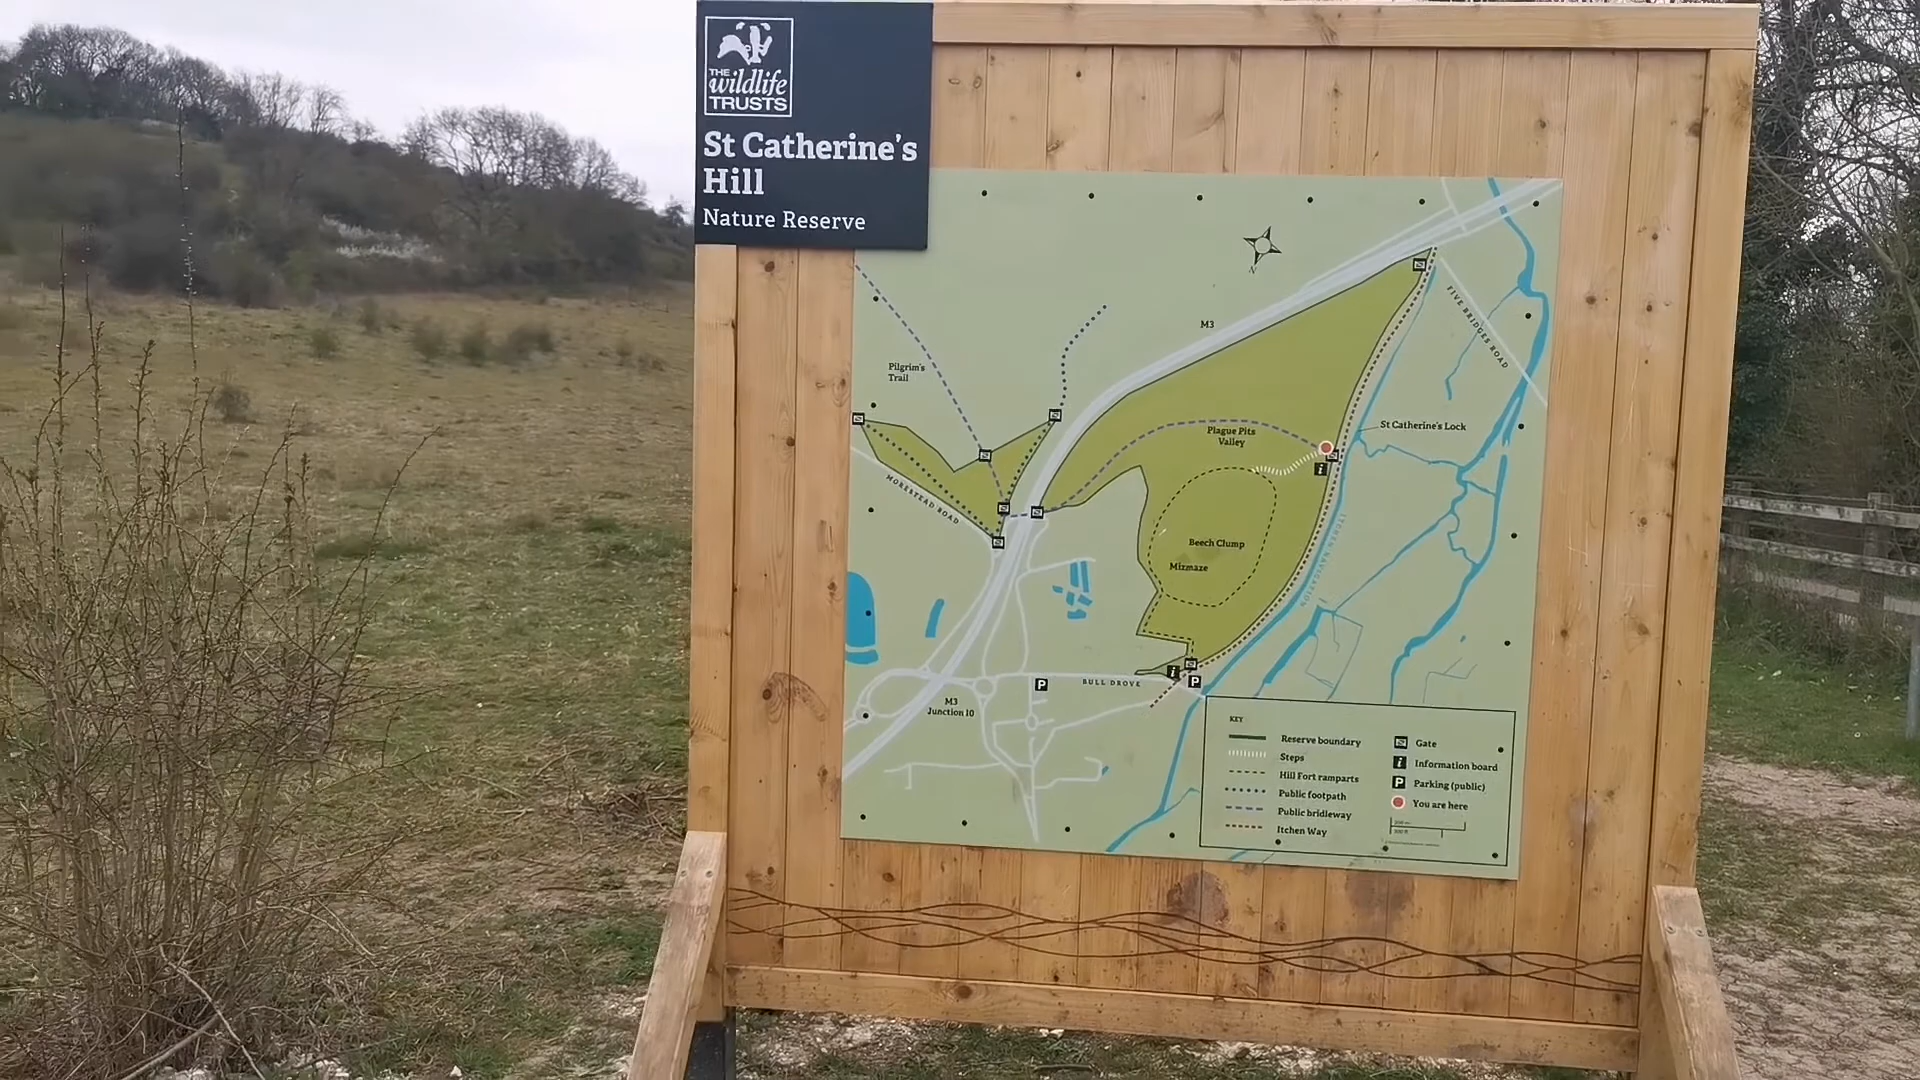 THE
wildlife
TRUSTS
St Catherine's
Hill
Nature Reserve
N
M3
FIVE BRIDGES ROAD
Pilgrim's
Trail
St Catherine's Lock
Plague Pits
Valley
i
MORESTEAD ROAD
ITCHEN NAVIGATION
Beech Clump
Mizmaze
i
P
P
BULL DROVE
M3
Junction 10
KEY
Reserve boundary
Steps
Hill Fort ramparts
Public footpath
Public bridleway
Itchen Way
Gate
i Information board
P Parking (public)
You are here